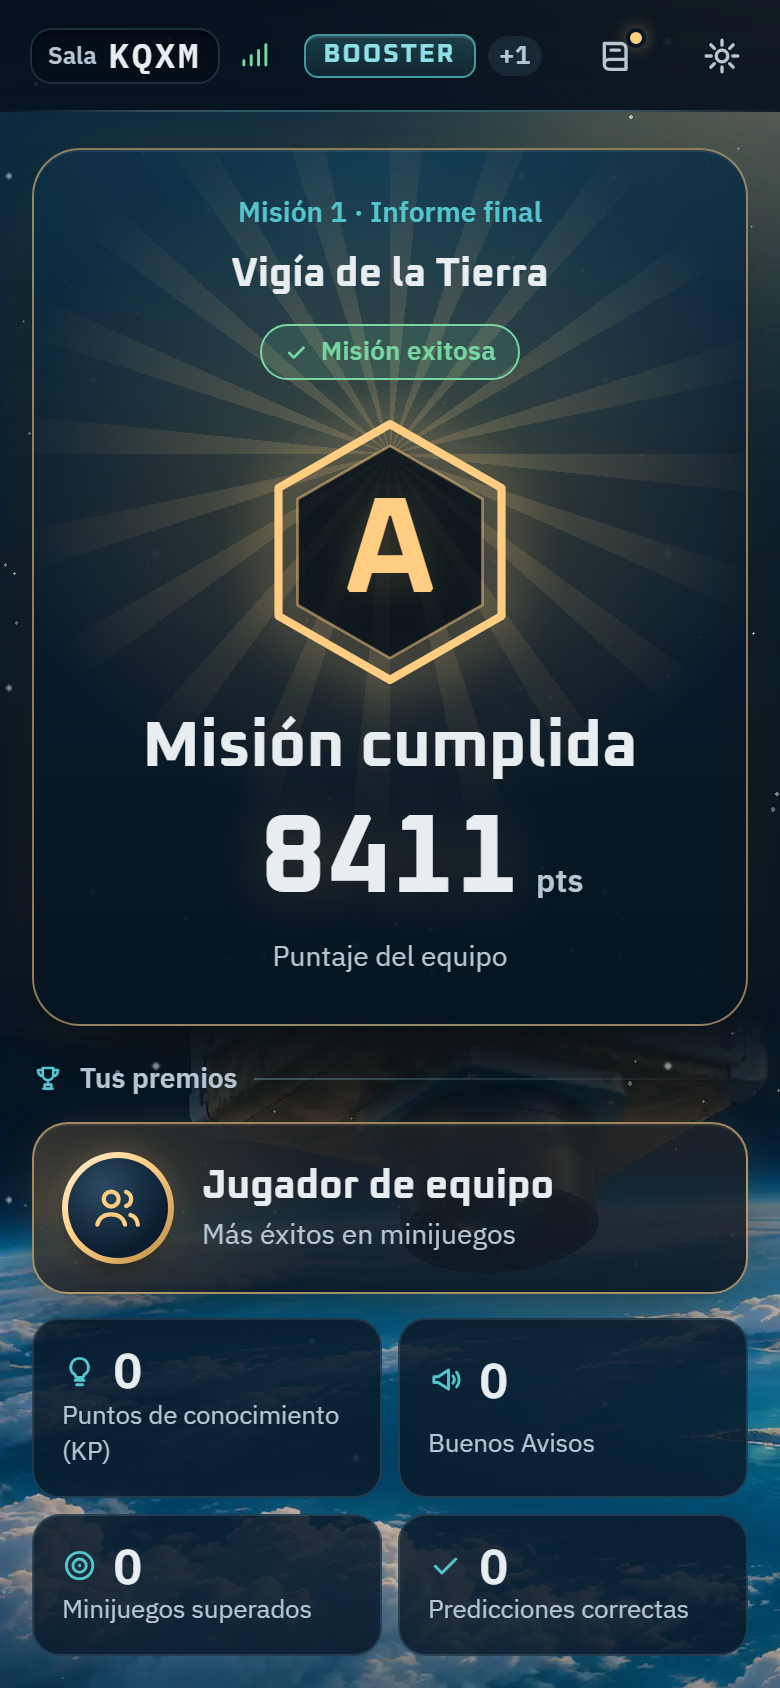 Sala KQXM BOOSTER +1
Misión 1 · Informe final
Vigía de la Tierra
Misión exitosa
A
Misión cumplida
8411 pts
Puntaje del equipo
Tus premios
Jugador de equipo
Más éxitos en minijuegos
0
Puntos de conocimiento
(KP)
0
Buenos Avisos
0
Minijuegos superados
0
Predicciones correctas